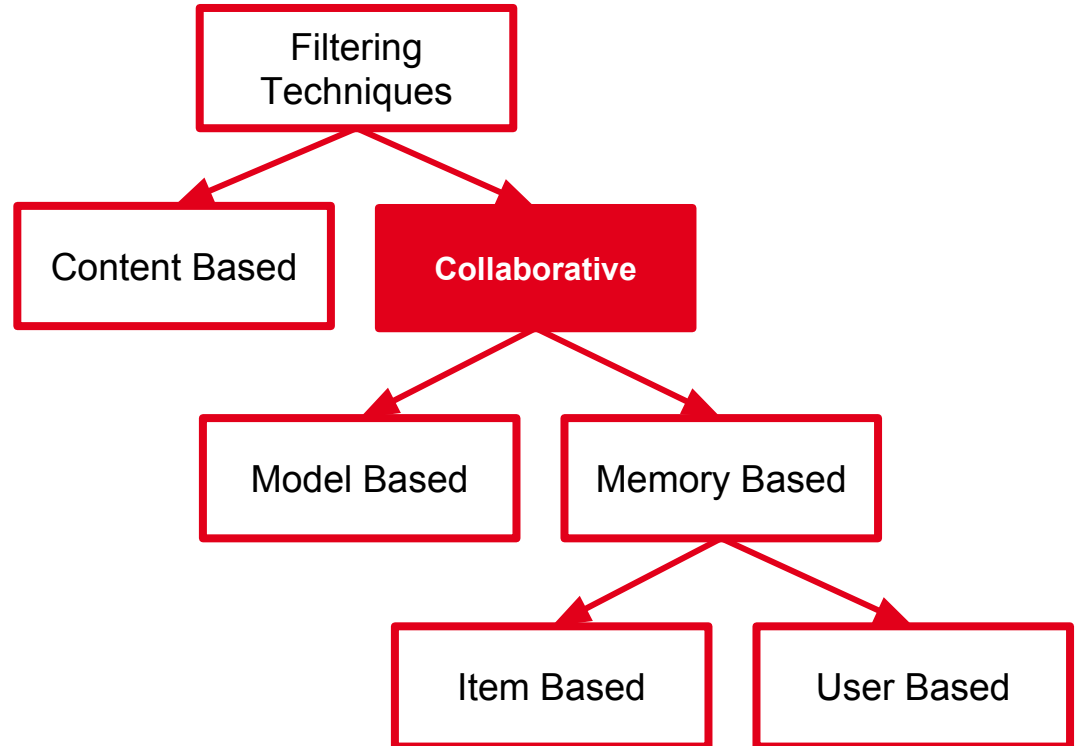 Filtering
Techniques
Content Based
Collaborative
Model Based
Memory Based
Item Based
User Based